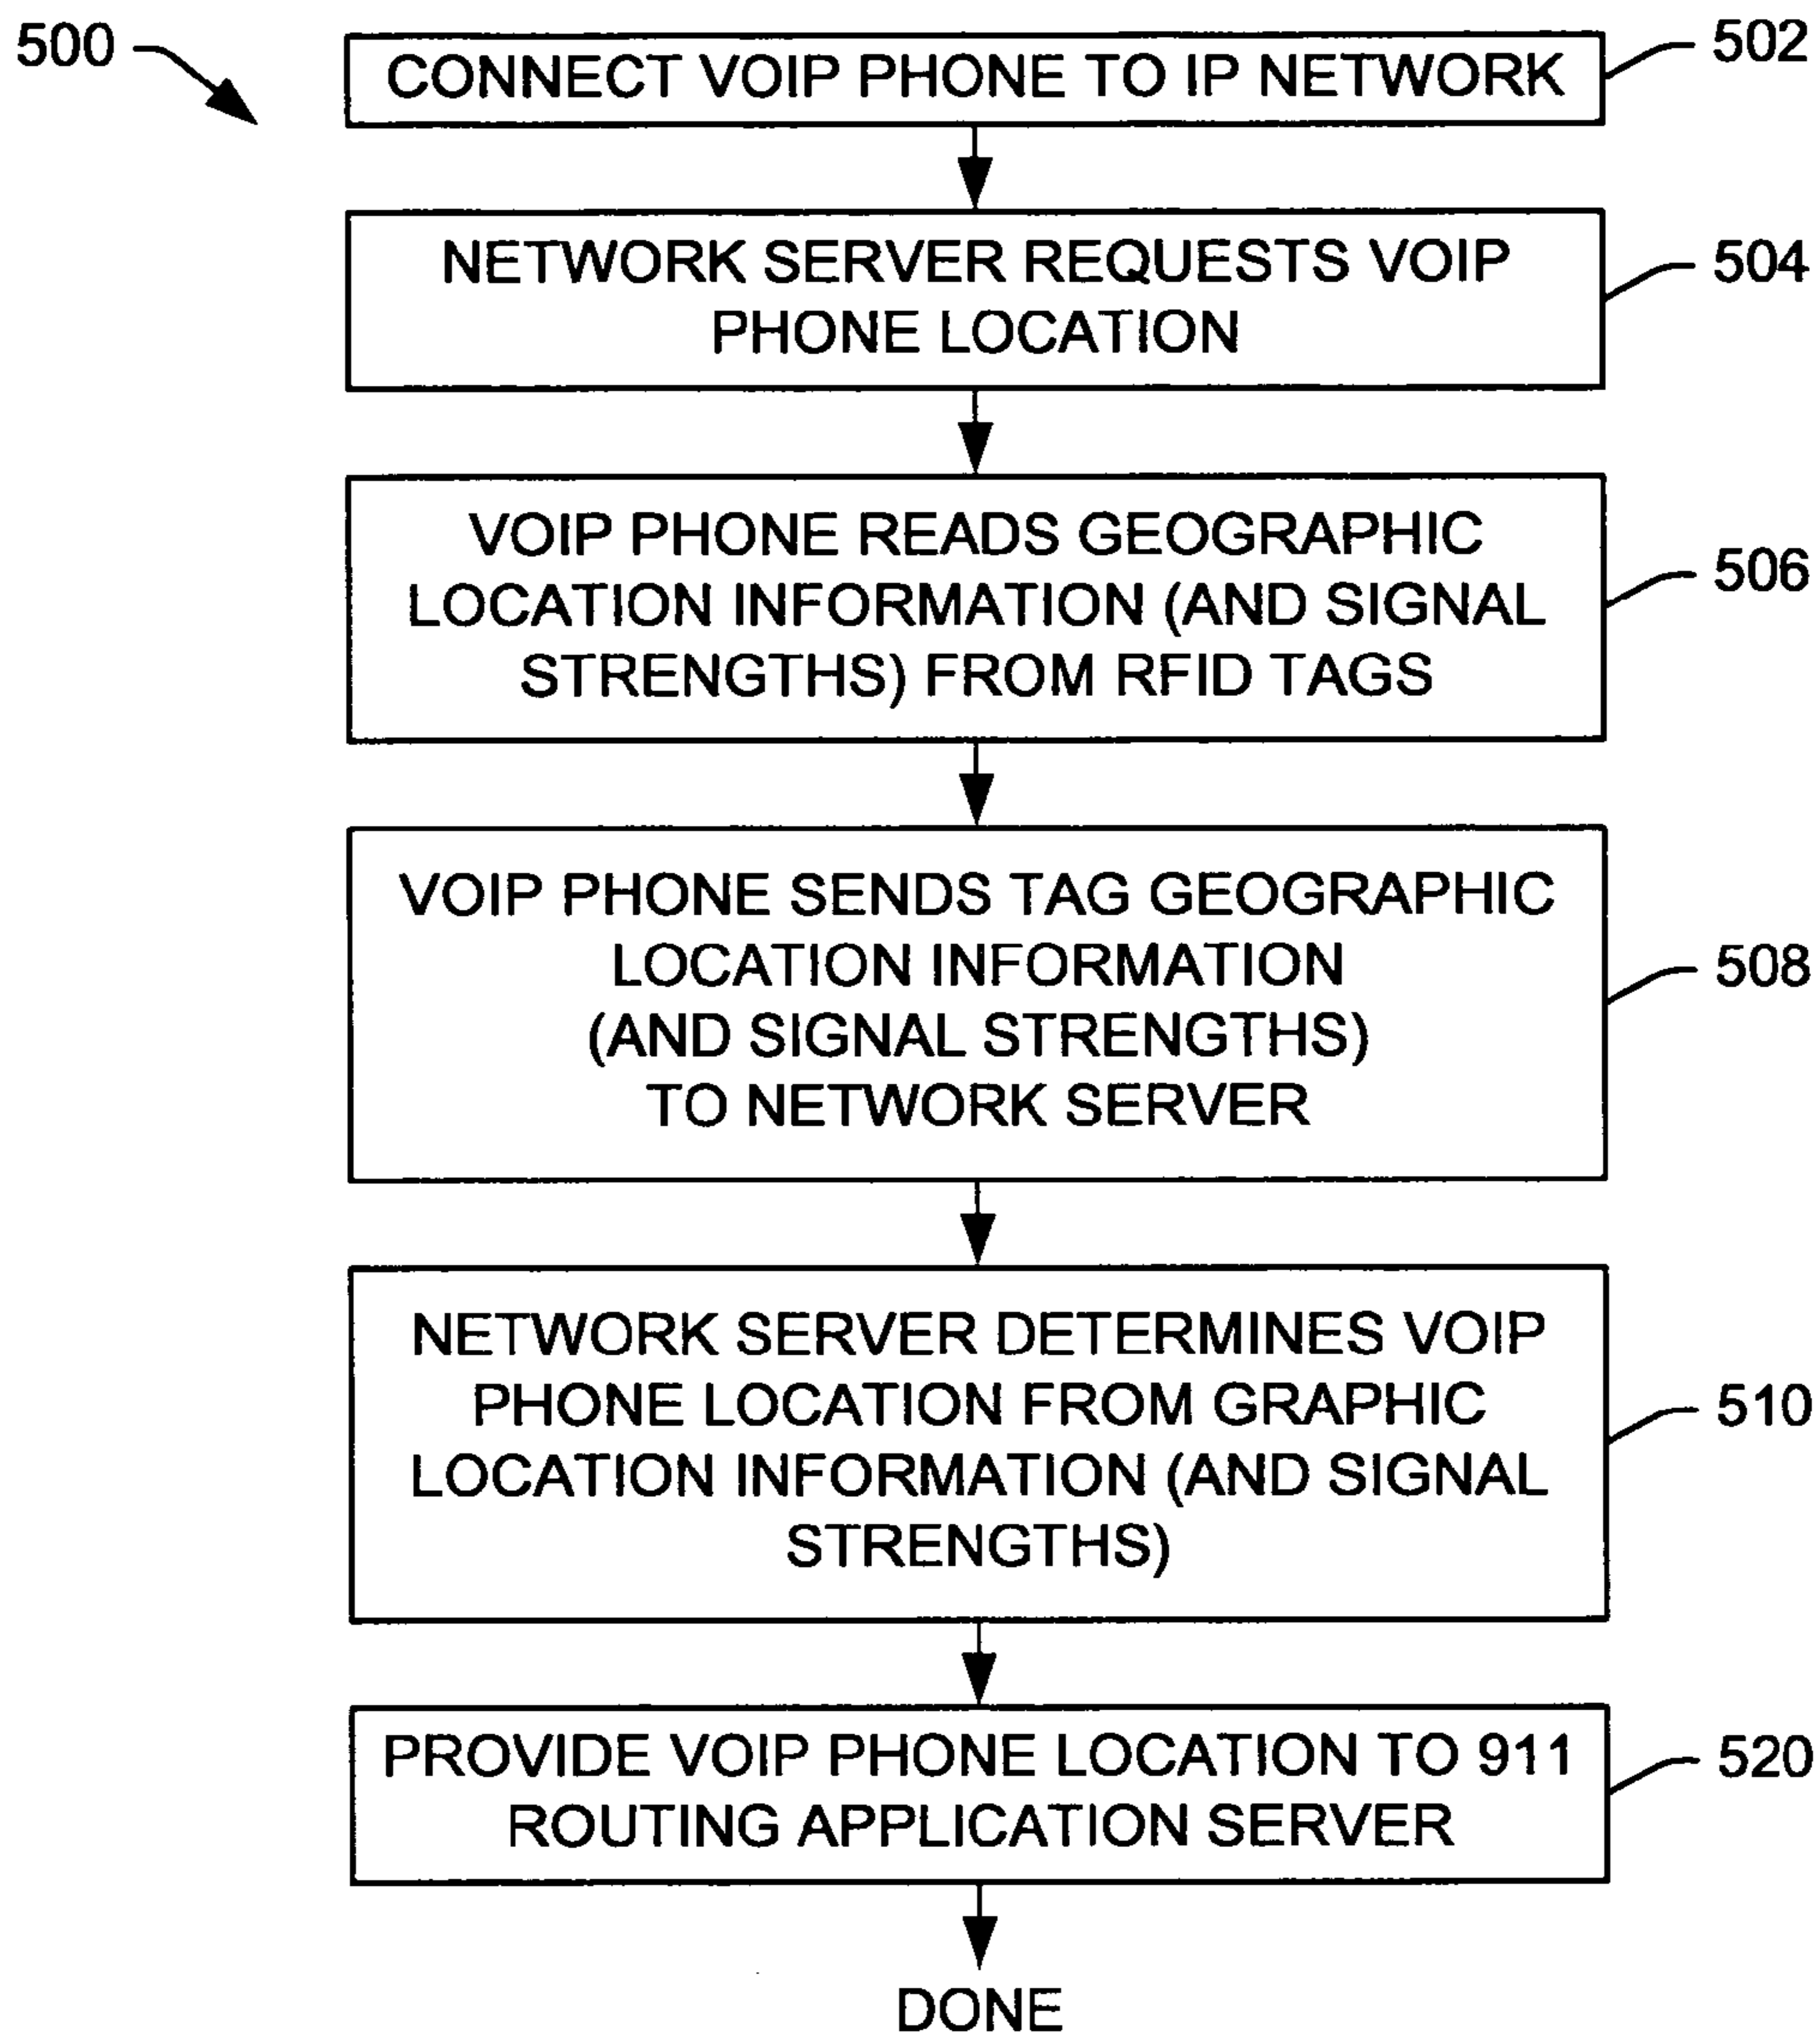 500
CONNECT VOIP PHONE TO IP NETWORK
502
NETWORK SERVER REQUESTS VOIP
PHONE LOCATION
504
VOIP PHONE READS GEOGRAPHIC
LOCATION INFORMATION (AND SIGNAL
STRENGTHS) FROM RFID TAGS
506
VOIP PHONE SENDS TAG GEOGRAPHIC
LOCATION INFORMATION
(AND SIGNAL STRENGTHS)
TO NETWORK SERVER
508
NETWORK SERVER DETERMINES VOIP
PHONE LOCATION FROM GRAPHIC
LOCATION INFORMATION (AND SIGNAL
STRENGTHS)
510
PROVIDE VOIP PHONE LOCATION TO 911
ROUTING APPLICATION SERVER
520
DONE